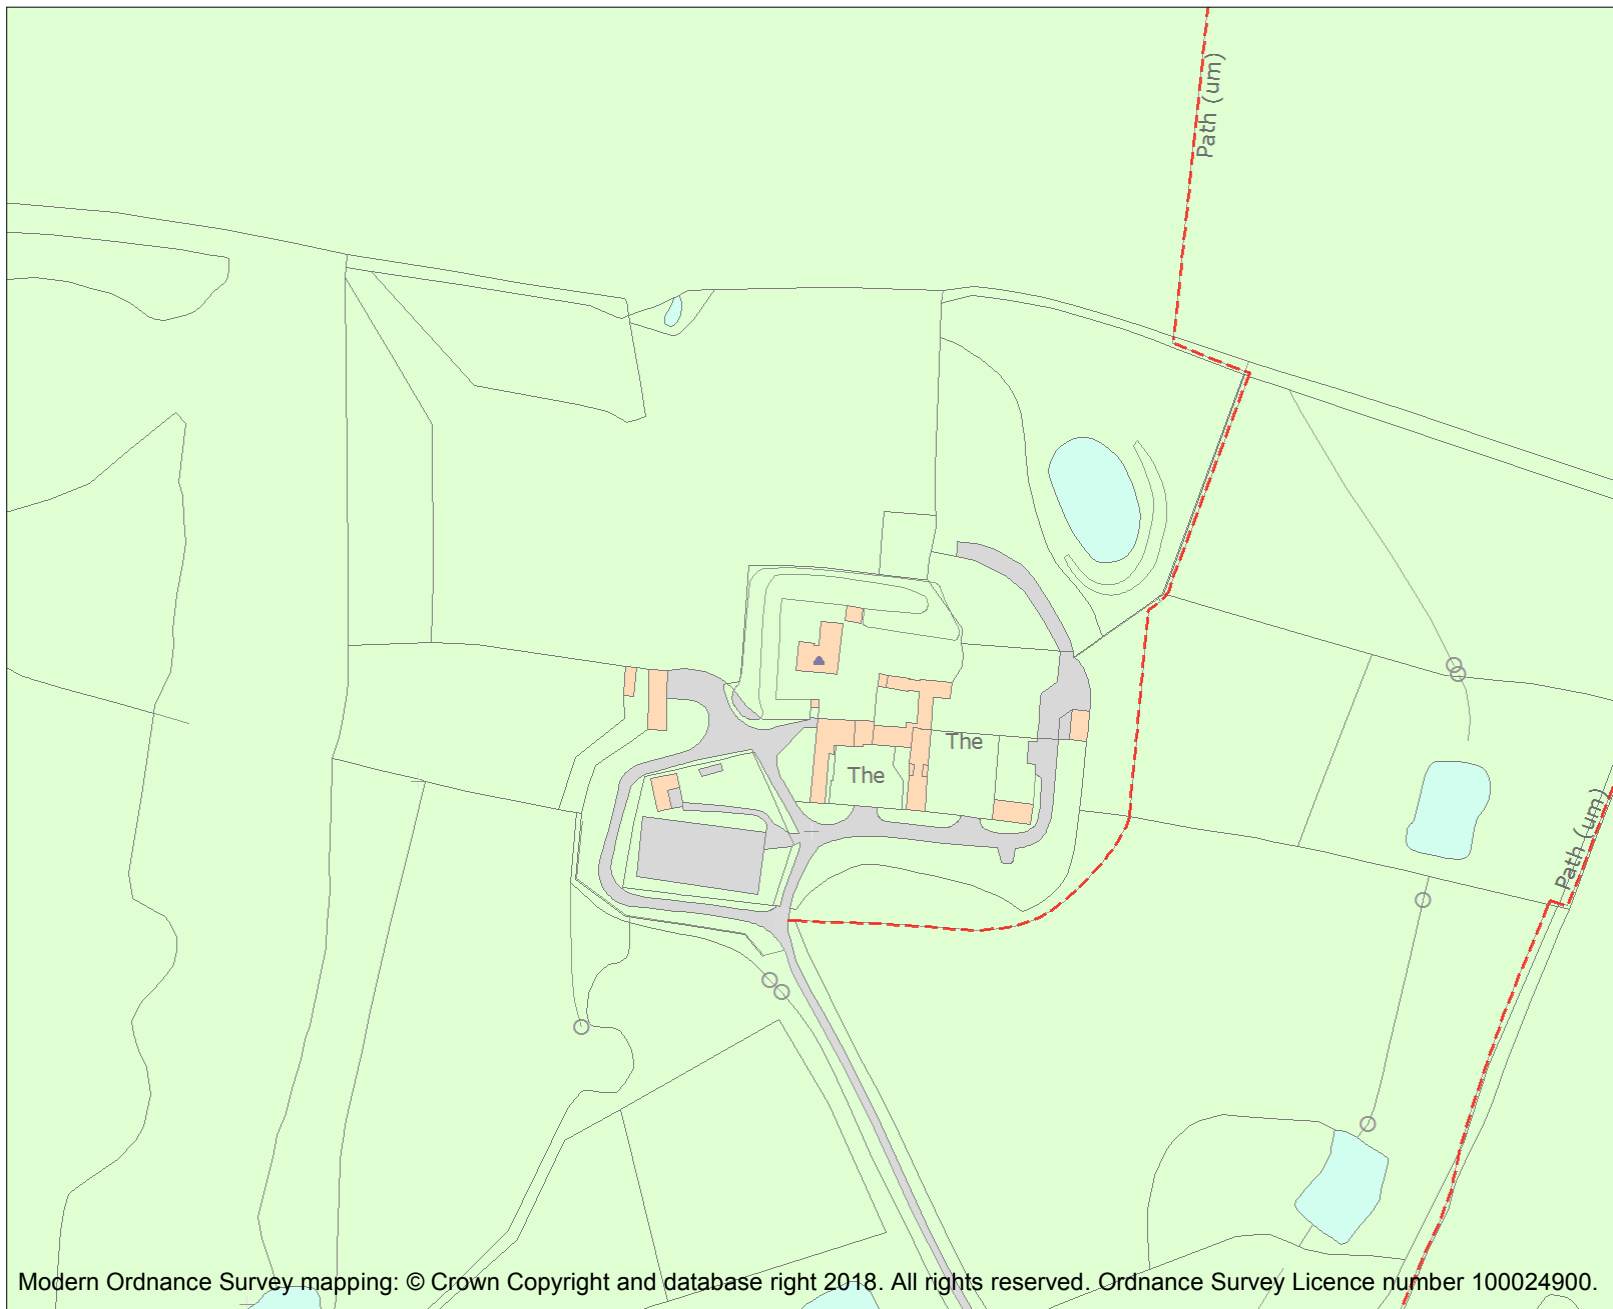 Path (um)
The
The
Path (um)
Modern Ordnance Survey mapping: © Crown Copyright and database right 2018. All rights reserved. Ordnance Survey Licence number 100024900.